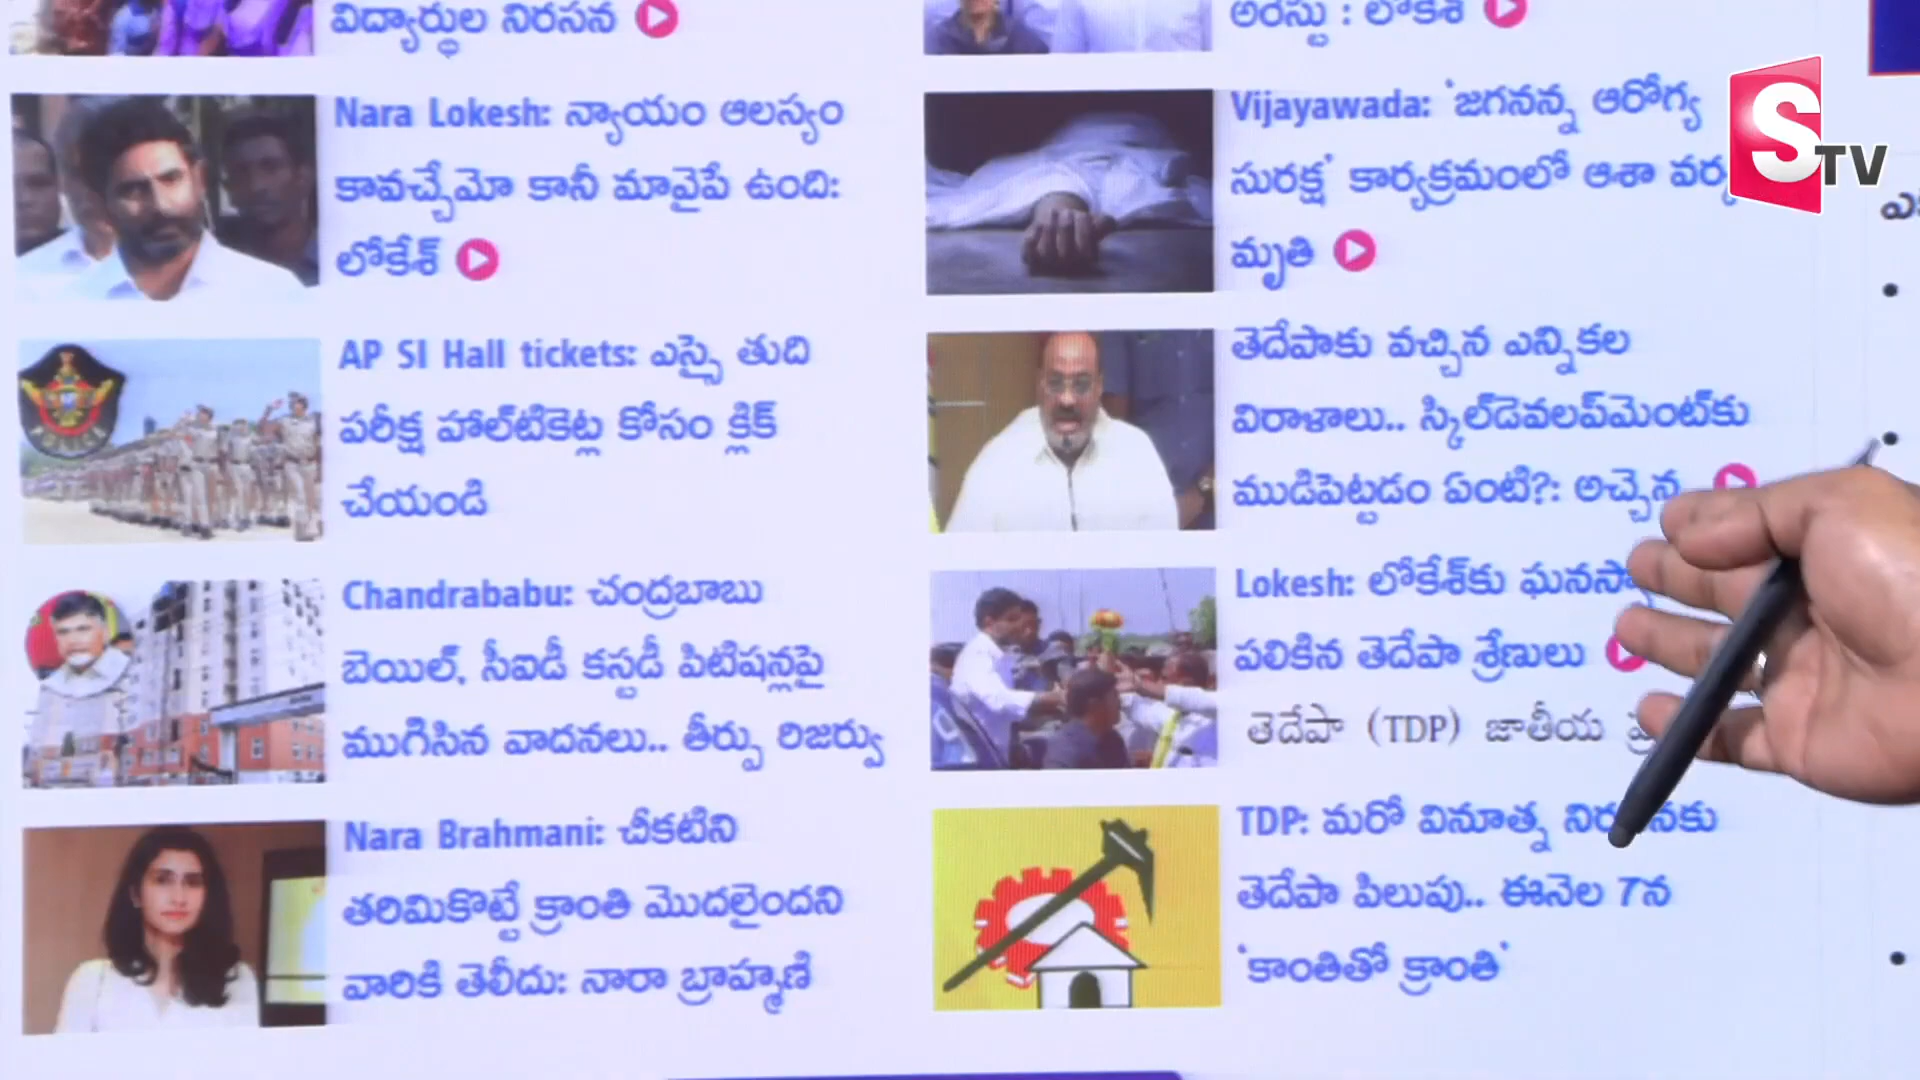 విద్యార్థుల నిరసన
Nara Lokesh: న్యాయం ఆలస్యం
కావచ్చేమో కానీ మావైపే ఉంది:
లోకేశ్
AP SI Hall tickets: ఎస్సై తుది
పరీక్ష హాల్‌టికెట్ల కోసం క్లిక్
చేయండి
Chandrababu: చంద్రబాబు
బెయిల్, సీఐడీ కస్టడీ పిటిషన్లపై
ముగిసిన వాదనలు.. తీర్పు రిజర్వు
Nara Brahmani: చీకటిని
తరిమికొట్టే క్రాంతి మొదలైందని
వారికి తెలీదు: నారా బ్రాహ్మణి
అరెస్టు : లోకేశ్
Vijayawada: 'జగనన్న ఆరోగ్య
సురక్ష' కార్యక్రమంలో ఆశా
మృతి
తెదేపాకు వచ్చిన ఎన్నికల
విరాళాలు.. స్కిల్‌డెవలప్‌మెంట్‌కు
ముడిపెట్టడం ఏంటి?: అచ్చెన్న
Lokesh: లోకేశ్‌కు
పలికిన తెదేపా శ్రేణులు
తెదేపా (TDP) జాతీయ
TDP: మరో వినూత్న
తెదేపా పిలుపు.. ఈనెల 7న
'కాంతితో క్రాంతి'
STV
POLICE